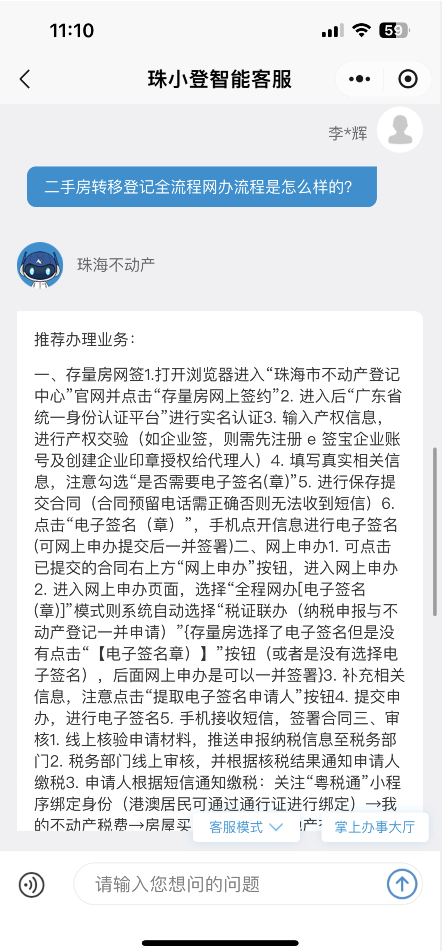 11:10
59
珠小登智能客服
李*辉
二手房转移登记全流程网办流程是怎么样的?
珠海不动产
推荐办理业务：
一、存量房网签1.打开浏览器进入“珠海市不动产登记
中心”官网并点击“存量房网上签约”2. 进入后“广东省
统一身份认证平台”进行实名认证3. 输入产权信息，
进行产权交验（如企业签，则需先注册 e 签宝企业账
号及创建企业印章授权给代理人）4. 填写真实相关信
息，注意勾选“是否需要电子签名(章)”5. 进行保存提
交合同（合同预留电话需正确否则无法收到短信）6.
点击“电子签名（章）”，手机点开信息进行电子签名
(可网上申办提交后一并签署)二、网上申办1. 可点击
已提交的合同右上方“网上申办”按钮，进入网上申办
2. 进入网上申办页面，选择“全程网办[电子签名
(章)]”模式则系统自动选择“税证联办（纳税申报与不
动产登记一并申请）”{存量房选择了电子签名但是没
有点击“【电子签名章）】”按钮（或者是没有选择电
子签名），后面网上申办是可以一并签署}3. 补充相关
信息，注意点击“提取电子签名申请人”按钮4. 提交申
办，进行电子签名5. 手机接收短信，签署合同三、审
核1. 线上核验申请材料，推送申报纳税信息至税务部
门2. 税务部门线上审核，并根据核税结果通知申请人
缴税3. 申请人根据短信通知缴税：关注“粤税通”小程
序绑定身份（港澳居民可通过通行证进行绑定）→我
的不动产税费→房屋买
客服模式
掌上办事大厅
请输入您想问的问题